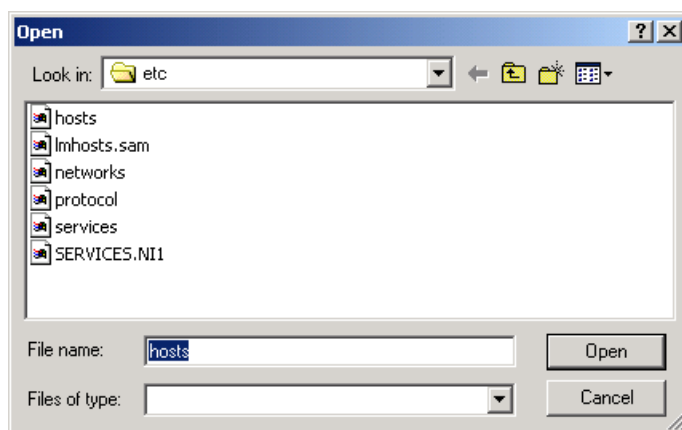 Open
Look in: etc
hosts
lmhosts.sam
networks
protocol
services
SERVICES.NI1
File name: hosts Open
Files of type: Cancel